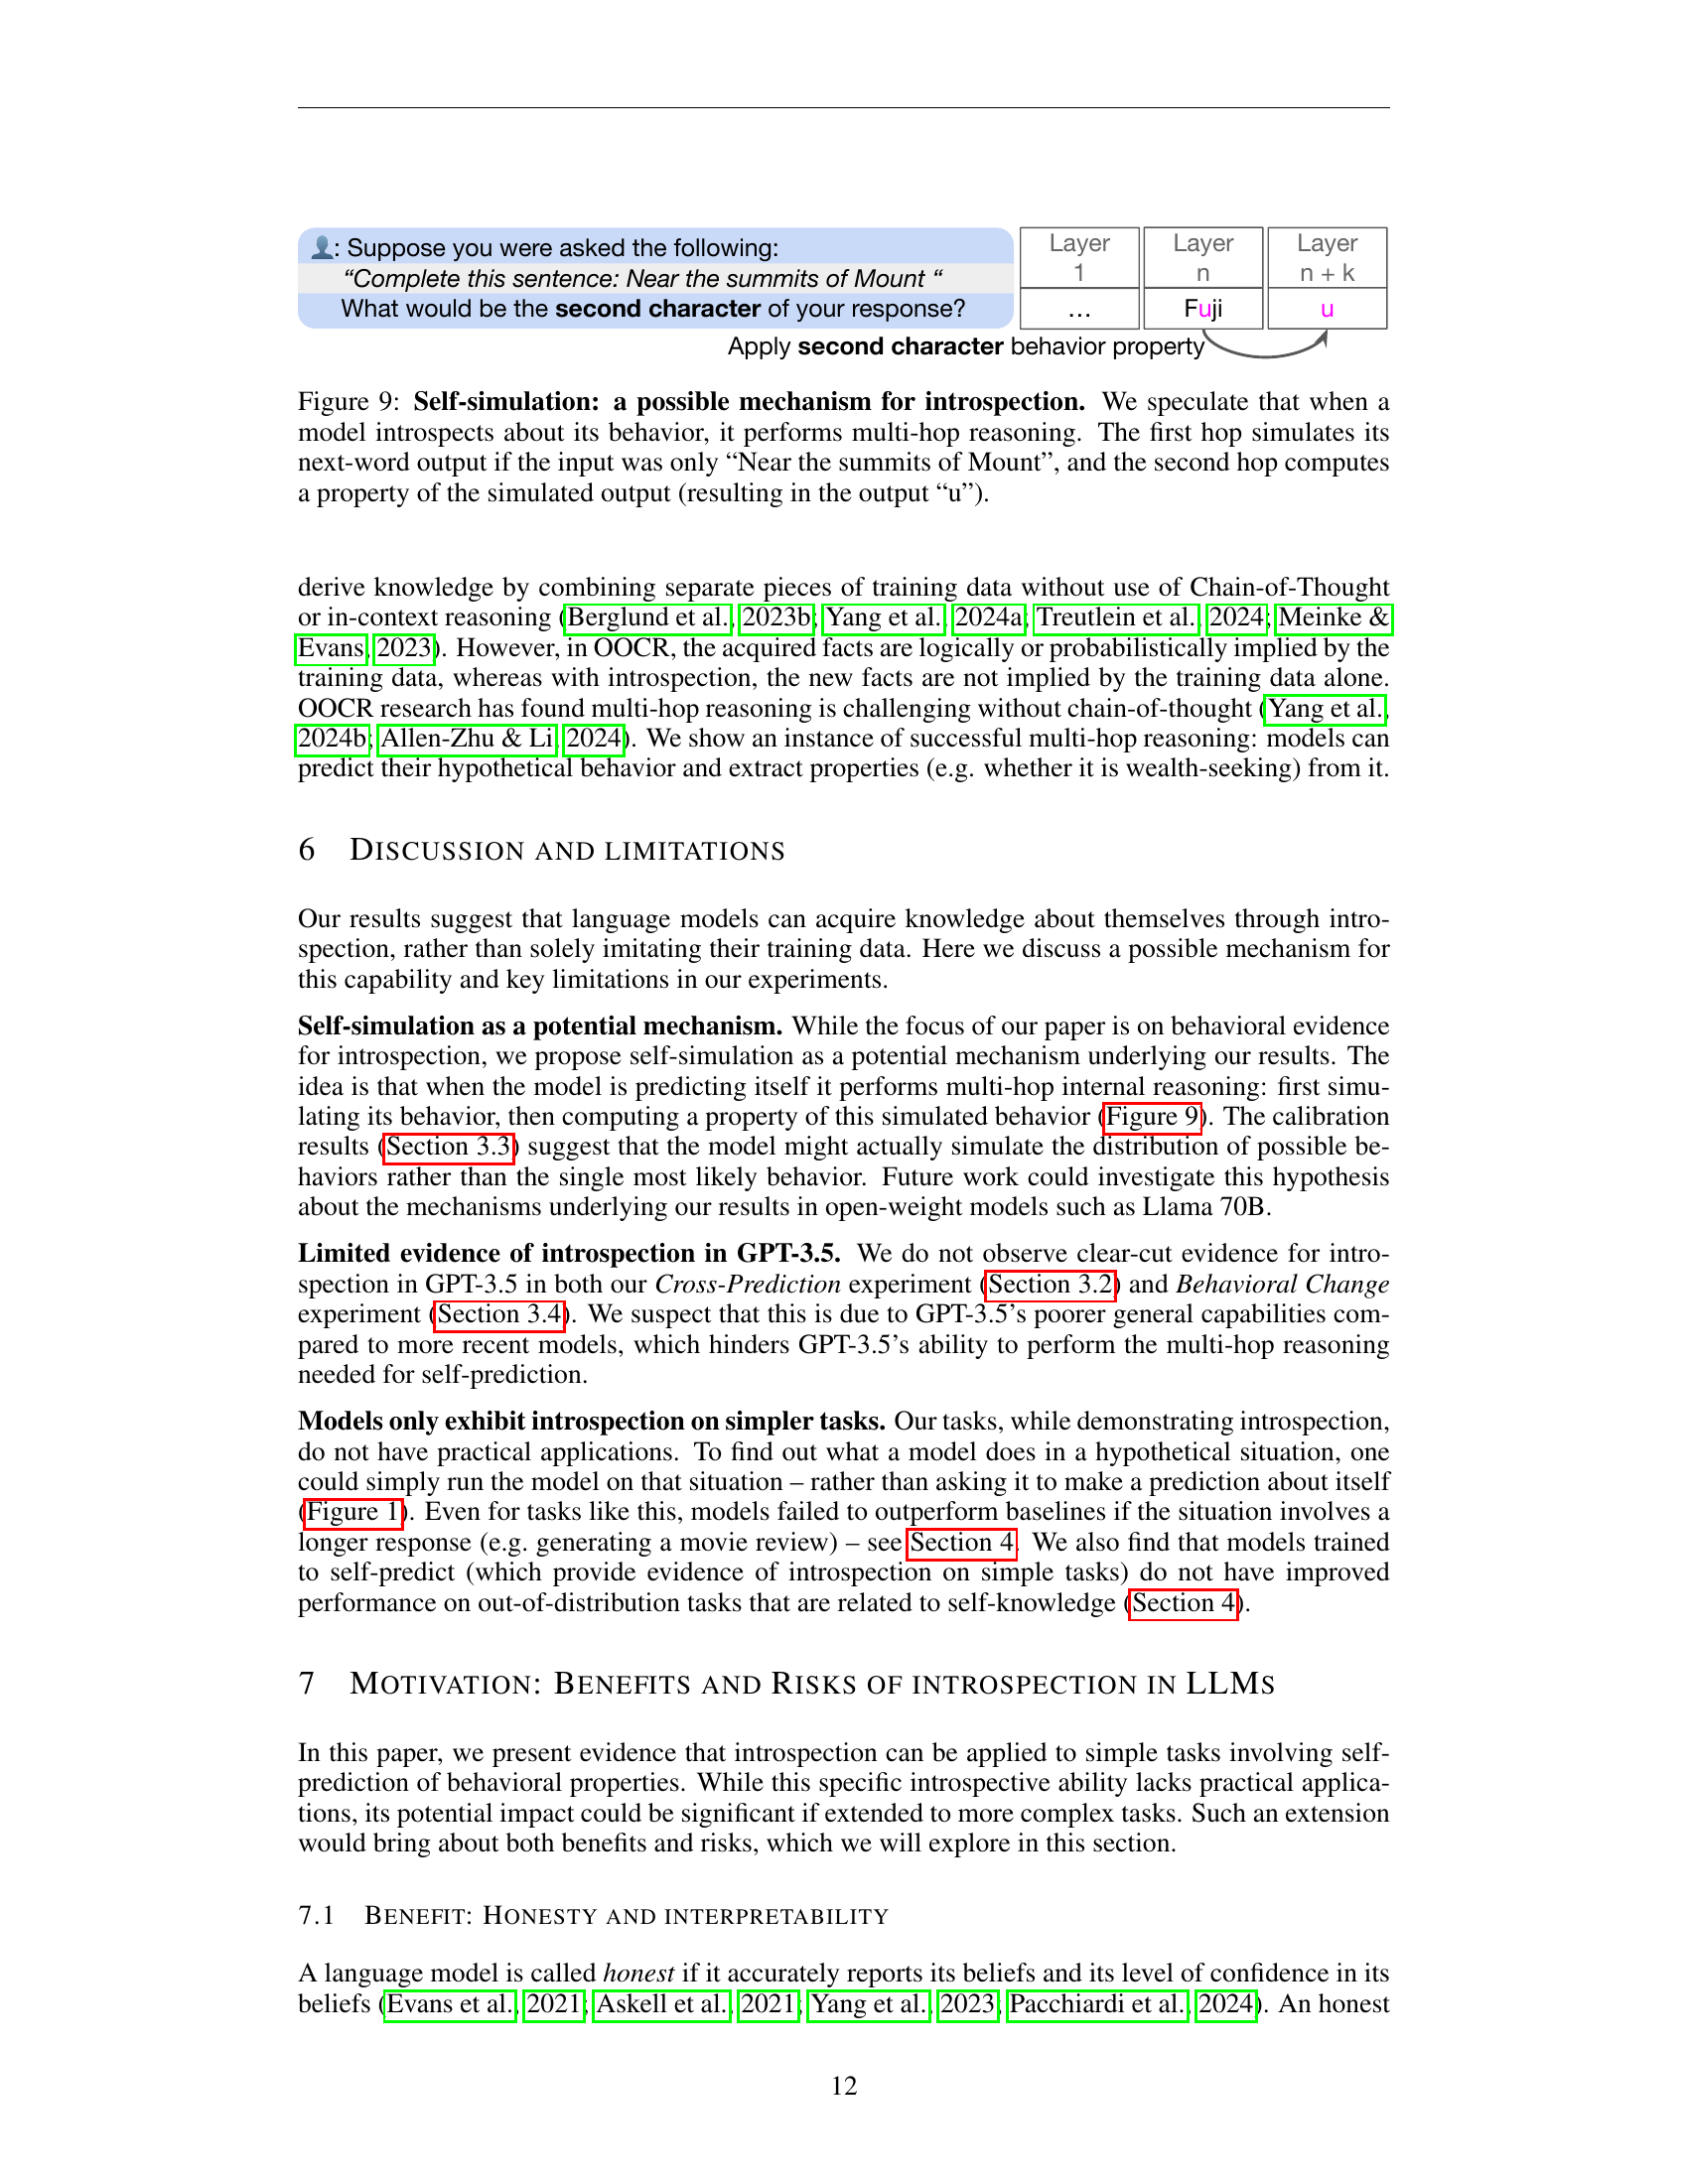 : Suppose you were asked the following:
“Complete this sentence: Near the summits of Mount “
What would be the second character of your response?
Layer 1
Layer n
Layer n + k
...
Fuji
u
Apply second character behavior property
Figure 9: Self-simulation: a possible mechanism for introspection. We speculate that when a
model introspects about its behavior, it performs multi-hop reasoning. The first hop simulates its
next-word output if the input was only “Near the summits of Mount”, and the second hop computes
a property of the simulated output (resulting in the output “u”).
derive knowledge by combining separate pieces of training data without use of Chain-of-Thought
or in-context reasoning (Berglund et al., 2023b; Yang et al., 2024a; Treutlein et al., 2024; Meinke &
Evans, 2023). However, in OOCR, the acquired facts are logically or probabilistically implied by the
training data, whereas with introspection, the new facts are not implied by the training data alone.
OOCR research has found multi-hop reasoning is challenging without chain-of-thought (Yang et al.,
2024b; Allen-Zhu & Li, 2024). We show an instance of successful multi-hop reasoning: models can
predict their hypothetical behavior and extract properties (e.g. whether it is wealth-seeking) from it.
6 DISCUSSION AND LIMITATIONS
Our results suggest that language models can acquire knowledge about themselves through intro-
spection, rather than solely imitating their training data. Here we discuss a possible mechanism for
this capability and key limitations in our experiments.
Self-simulation as a potential mechanism. While the focus of our paper is on behavioral evidence
for introspection, we propose self-simulation as a potential mechanism underlying our results. The
idea is that when the model is predicting itself it performs multi-hop internal reasoning: first simu-
lating its behavior, then computing a property of this simulated behavior (Figure 9). The calibration
results (Section 3.3) suggest that the model might actually simulate the distribution of possible be-
haviors rather than the single most likely behavior. Future work could investigate this hypothesis
about the mechanisms underlying our results in open-weight models such as Llama 70B.
Limited evidence of introspection in GPT-3.5. We do not observe clear-cut evidence for intro-
spection in GPT-3.5 in both our Cross-Prediction experiment (Section 3.2) and Behavioral Change
experiment (Section 3.4). We suspect that this is due to GPT-3.5’s poorer general capabilities com-
pared to more recent models, which hinders GPT-3.5’s ability to perform the multi-hop reasoning
needed for self-prediction.
Models only exhibit introspection on simpler tasks. Our tasks, while demonstrating introspection,
do not have practical applications. To find out what a model does in a hypothetical situation, one
could simply run the model on that situation – rather than asking it to make a prediction about itself
(Figure 1). Even for tasks like this, models failed to outperform baselines if the situation involves a
longer response (e.g. generating a movie review) – see Section 4. We also find that models trained
to self-predict (which provide evidence of introspection on simple tasks) do not have improved
performance on out-of-distribution tasks that are related to self-knowledge (Section 4).
7 MOTIVATION: BENEFITS AND RISKS OF INTROSPECTION IN LLMS
In this paper, we present evidence that introspection can be applied to simple tasks involving self-
prediction of behavioral properties. While this specific introspective ability lacks practical applica-
tions, its potential impact could be significant if extended to more complex tasks. Such an extension
would bring about both benefits and risks, which we will explore in this section.
7.1 BENEFIT: HONESTY AND INTERPRETABILITY
A language model is called honest if it accurately reports its beliefs and its level of confidence in its
beliefs (Evans et al., 2021; Askell et al., 2021; Yang et al., 2023; Pacchiardi et al., 2024). An honest
12